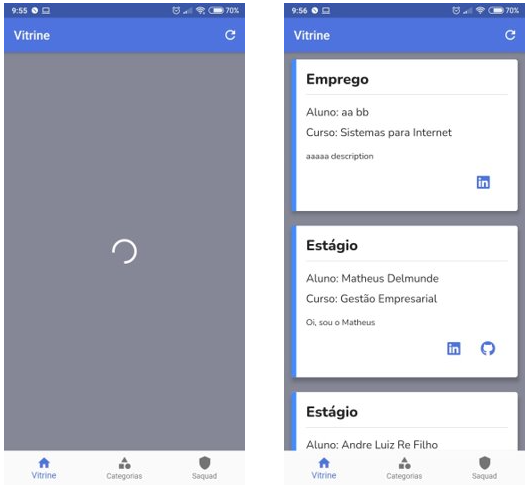 9:55
70%
Vitrine
Vitrine
Categorias
Saquad
9:56
70%
Vitrine
Emprego
Aluno: aa bb
Curso: Sistemas para Internet
aaaaa description
in
Estágio
Aluno: Matheus Delmunde
Curso: Gestão Empresarial
Oi, sou o Matheus
in
Estágio
Aluno: Andre Luiz Re Filho
Vitrine
Categorias
Saquad